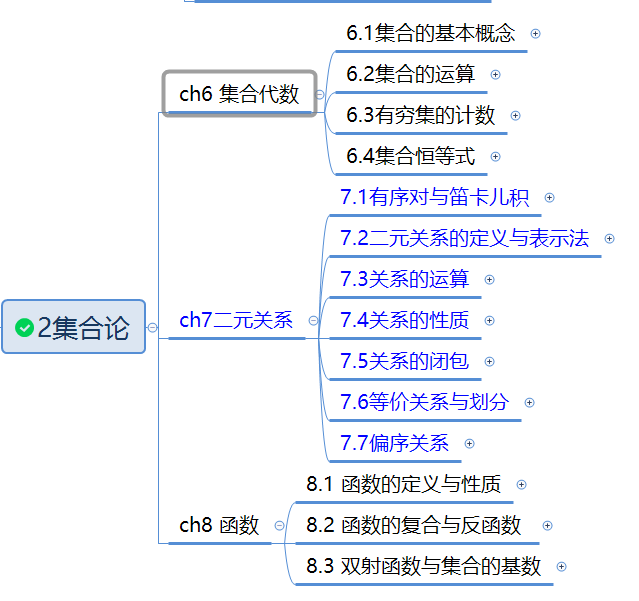 2集合论
ch6 集合代数
6.1集合的基本概念
6.2集合的运算
6.3有穷集的计数
6.4集合恒等式
ch7二元关系
7.1有序对与笛卡儿积
7.2二元关系的定义与表示法
7.3关系的运算
7.4关系的性质
7.5关系的闭包
7.6等价关系与划分
7.7偏序关系
ch8 函数
8.1 函数的定义与性质
8.2 函数的复合与反函数
8.3 双射函数与集合的基数